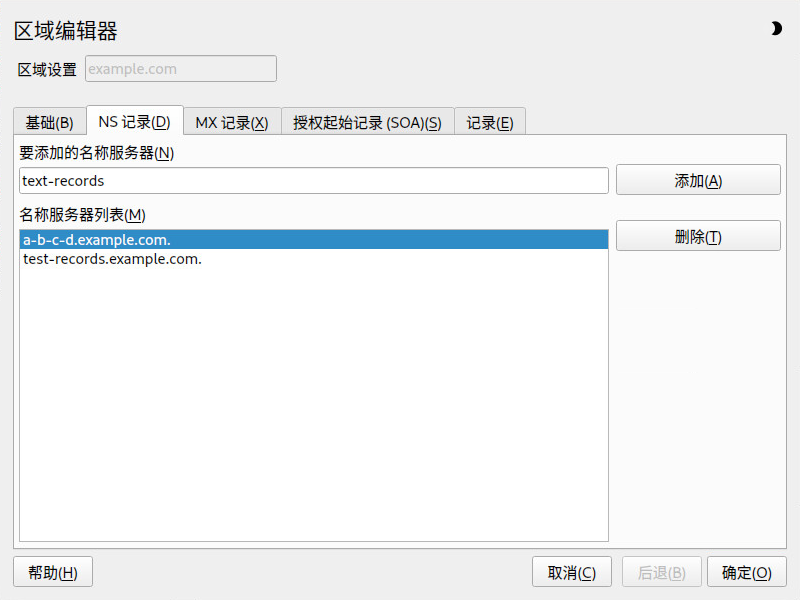 区域编辑器
区域设置 example.com
基础(B) NS 记录(D) MX 记录(X) 授权起始记录 (SOA)(S) 记录(E)
要添加的名称服务器(N)
text-records 添加(A)
名称服务器列表(M)
a-b-c-d.example.com. 删除(T)
test-records.example.com.
帮助(H) 取消(C) 后退(B) 确定(O)